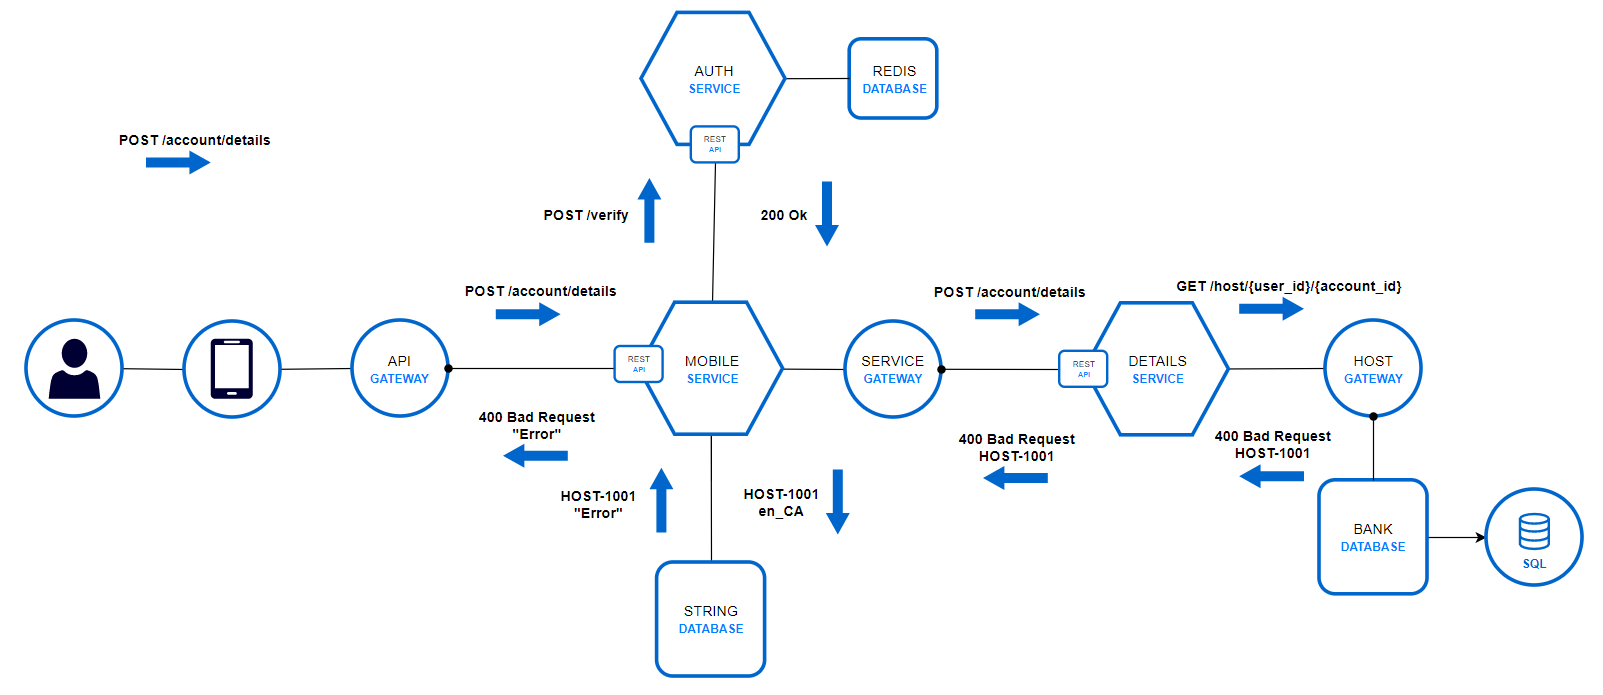 AUTH
SERVICE
REDIS
DATABASE
REST
API
POST /account/details
POST /verify
200 Ok
POST /account/details
POST /account/details
GET /host/{user_id}/{account_id}
API
GATEWAY
REST
API
MOBILE
SERVICE
SERVICE
GATEWAY
REST
API
DETAILS
SERVICE
HOST
GATEWAY
400 Bad Request
"Error"
400 Bad Request
HOST-1001
400 Bad Request
HOST-1001
HOST-1001
"Error"
HOST-1001
en_CA
BANK
DATABASE
SQL
STRING
DATABASE